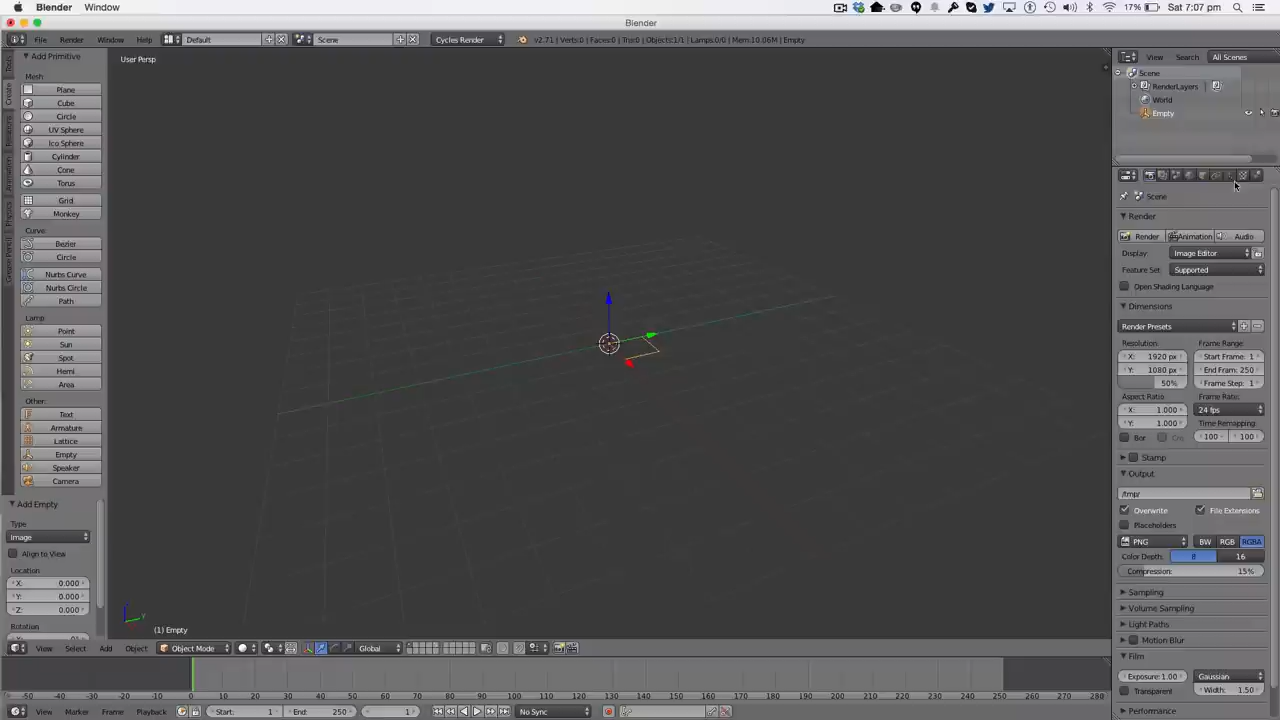 Blender File Edit View Window Help 17% Sat 7:07 pm
Blender
File Render Window Help Default Scene Cycles Render v2.71 | Verts:0 | Faces:0 | Tris:0 | Objects:1/1 | Lamps:0/0 | Mem:10.06M | Empty
Add Primitive
Mesh:
Plane
Cube
Circle
UV Sphere
Ico Sphere
Cylinder
Cone
Torus
Grid
Monkey
Curve:
Bezier
Circle
Nurbs Curve
Nurbs Circle
Path
Lamp:
Point
Sun
Spot
Hemi
Area
Other:
Text
Armature
Lattice
Empty
Speaker
Camera
Tools
Create
Relations
Animation
Physics
Grease Pencil
Add Empty
Type
Image
Align to View
Location
X: 0.000
Y: 0.000
Z: 0.000
Rotation
User Persp
(1) Empty
View Select Add Object Object Mode Global
-50 -40 -30 -20 -10 0 10 20 30 40 50 60 70 80 90 100 110 120 130 140 150 160 170 180 190 200 210 220 230 240 250 260 270 280
View Marker Frame Playback Start: 1 End: 250 1 No Sync
View Search All Scenes
Scene
RenderLayers
World
Empty
Scene
Render
Render Animation Audio
Display: Image Editor
Feature Set: Supported
Open Shading Language
Dimensions
Render Presets
Resolution: Frame Range:
X: 1920 px Start Frame: 1
Y: 1080 px End Fram: 250
50% Frame Step: 1
Aspect Ratio Frame Rate:
X: 1.000 24 fps
Y: 1.000 Time Remapping:
Bor Cro 100 100
Stamp
Output
/tmp/
Overwrite File Extensions
Placeholders
PNG BW RGB RGBA
Color Depth: 8 16
Compression: 15%
Sampling
Volume Sampling
Light Paths
Motion Blur
Film
Exposure: 1.00 Gaussian
Transparent Width: 1.50
Performance